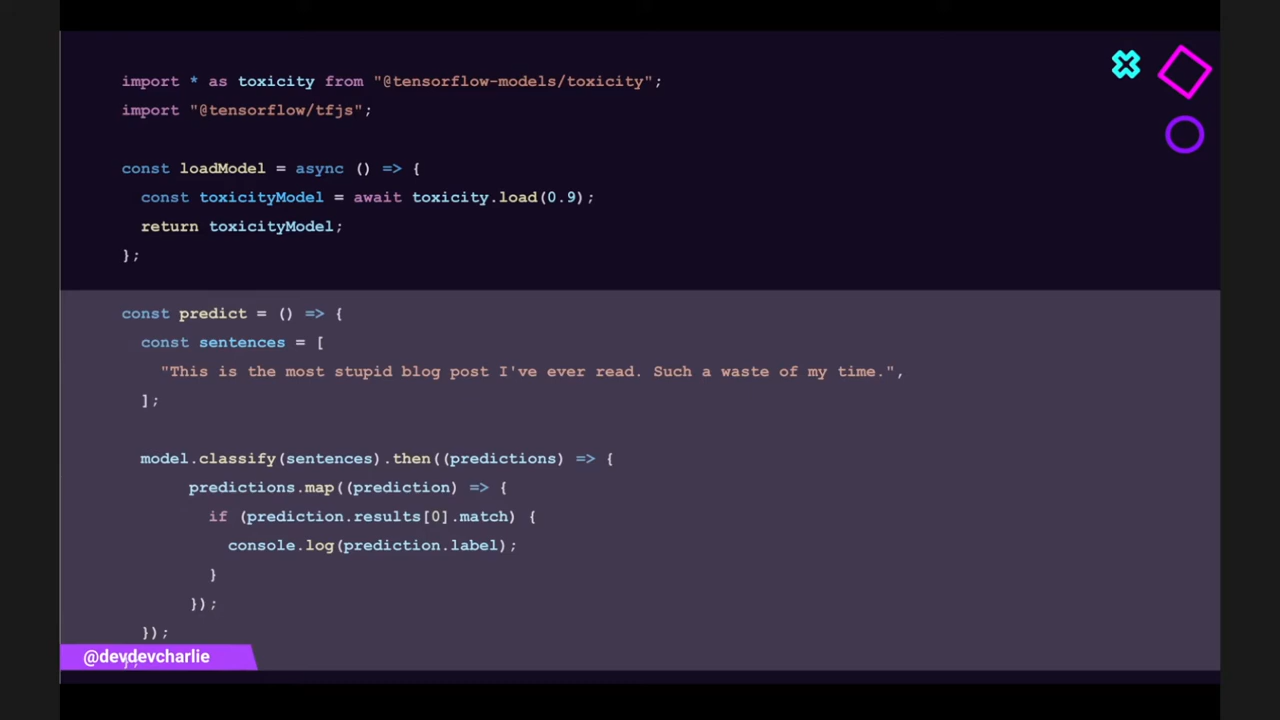 import * as toxicity from "@tensorflow-models/toxicity";
import "@tensorflow/tfjs";
const loadModel = async () => {
const toxicityModel = await toxicity.load(0.9);
return toxicityModel;
};
const predict = () => {
const sentences = [
"This is the most stupid blog post I've ever read. Such a waste of my time.",
];
model.classify(sentences).then((predictions) => {
predictions.map((prediction) => {
if (prediction.results[0].match) {
console.log(prediction.label);
}
});
});
@devdevcharlie